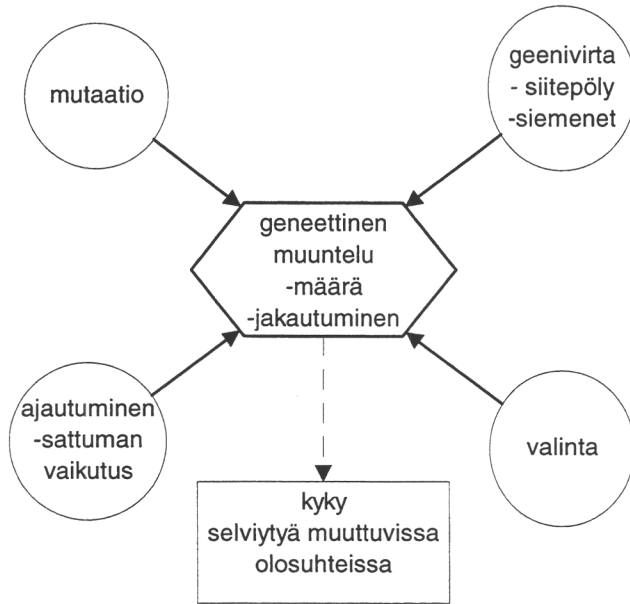 mutaatio
geenivirta
- siitepöly
-siemenet
geneettinen
muuntelu
-määrä
-jakautuminen
ajautuminen
-sattuman
vaikutus
valinta
kyky
selviytyä muuttuvissa
olosuhteissa